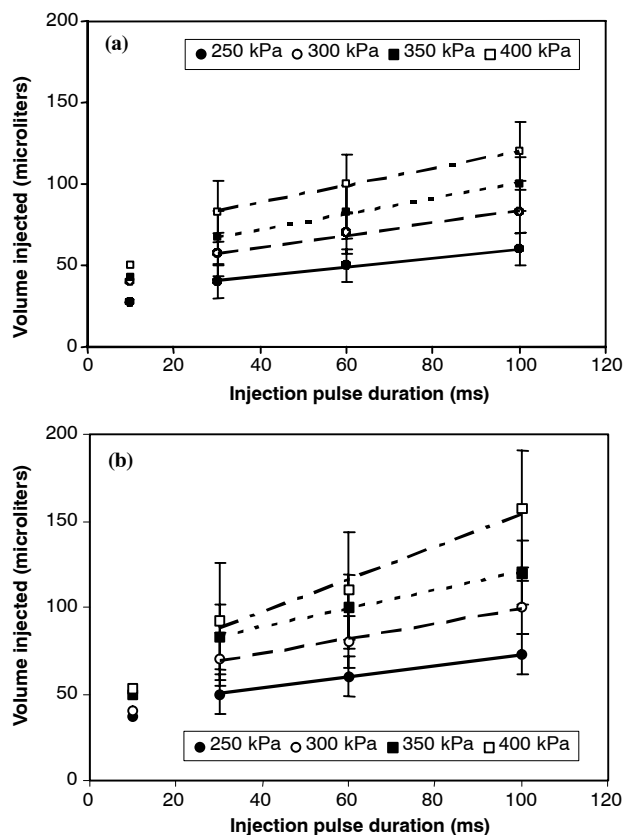 200
(a)
250 kPa 300 kPa 350 kPa 400 kPa
150
100
50
0
Volume injected (microliters)
0 20 40 60 80 100 120
Injection pulse duration (ms)
200
(b)
150
100
50
0
Volume injected (microliters)
250 kPa 300 kPa 350 kPa 400 kPa
0 20 40 60 80 100 120
Injection pulse duration (ms)